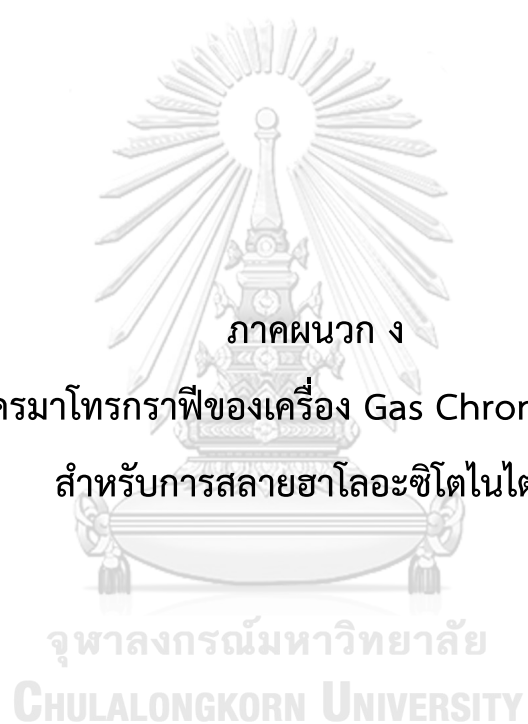 ภาคผนวก ง
ครมาโทรกราฟีของเครื่อง Gas Chrom
สำหรับการสลายฮาโลอะซิโตไนไต
จุฬาลงกรณ์มหาวิทยาลัย
CHULALONGKORN UNIVERSITY